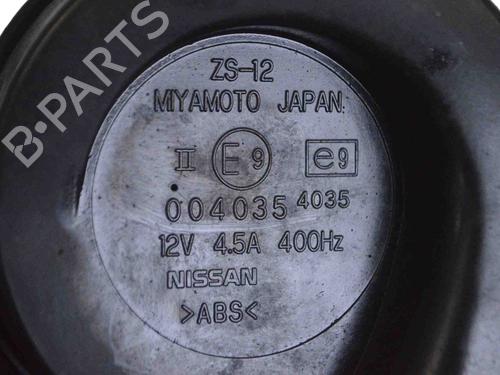 B-PARTS
ZS-12
MIYAMOTO JAPAN.
II E9 e9
004035 4035
12V 4.5A 400Hz
NISSAN
>ABS<